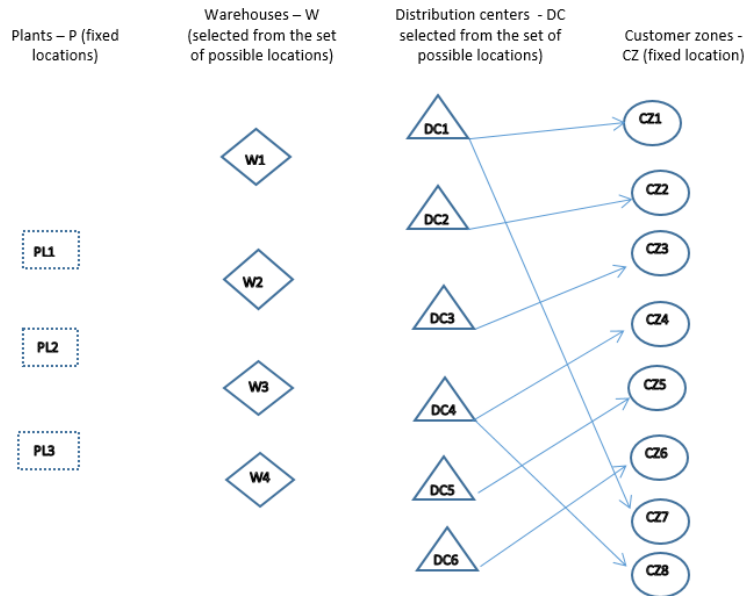 Plants – P (fixed
locations)
Warehouses – W
(selected from the set
of possible locations)
Distribution centers  - DC
selected from the set of
possible locations)
Customer zones -
CZ (fixed location)
DC1
CZ1
W1
DC2
CZ2
PL1
W2
CZ3
DC3
CZ4
PL2
W3
DC4
CZ5
PL3
W4
DC5
CZ6
CZ7
DC6
CZ8